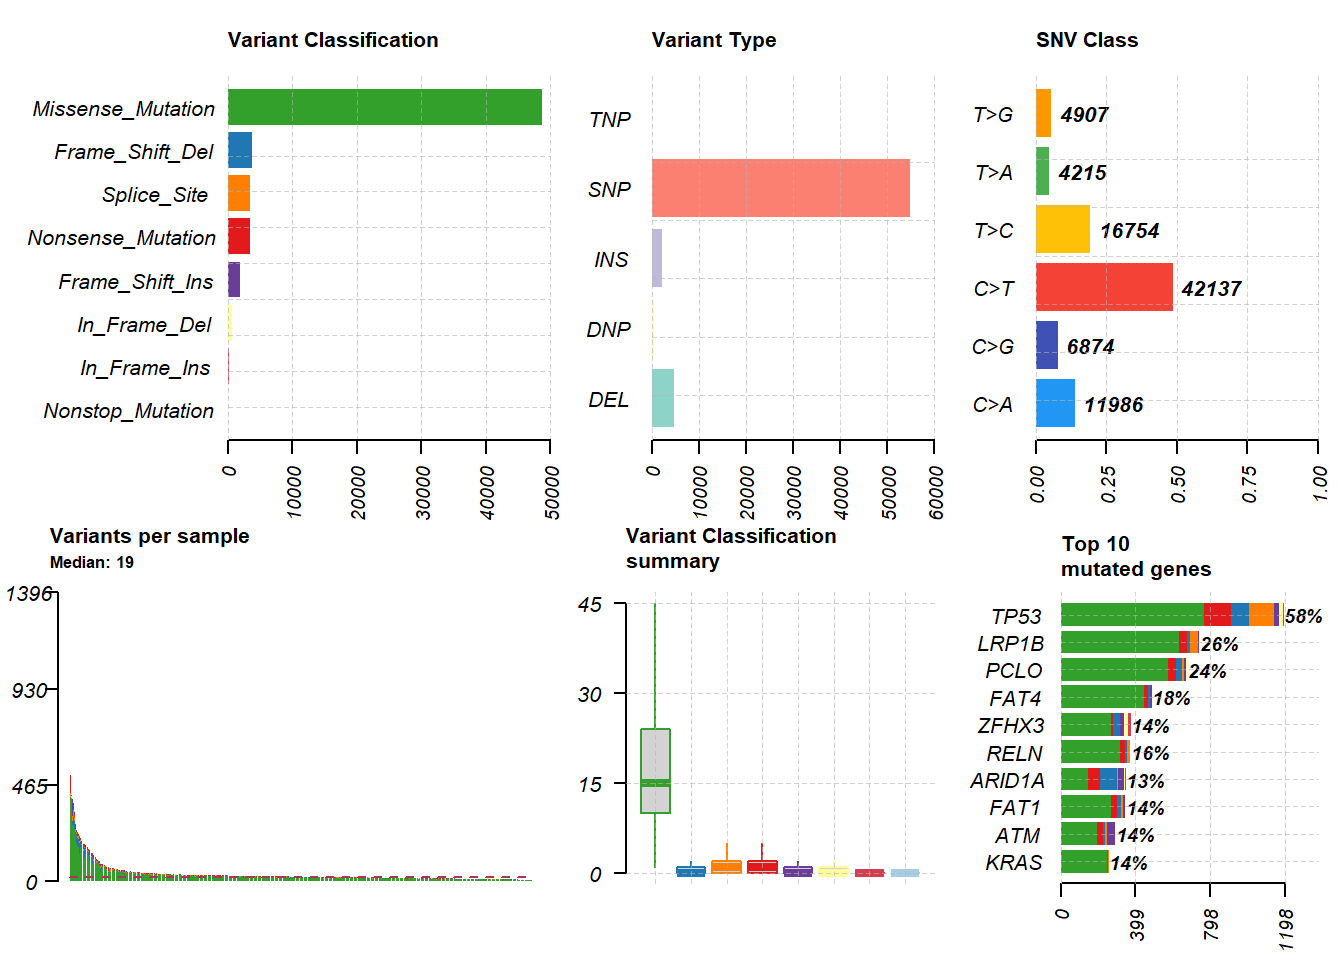 Variant Classification
Missense_Mutation
Frame_Shift_Del
Splice_Site
Nonsense_Mutation
Frame_Shift_Ins
In_Frame_Del
In_Frame_Ins
Nonstop_Mutation
0
10000
20000
30000
40000
50000
Variant Type
TNP
SNP
INS
DNP
DEL
0
10000
20000
30000
40000
50000
60000
SNV Class
T>G 4907
T>A 4215
T>C 16754
C>T 42137
C>G 6874
C>A 11986
0.00
0.25
0.50
0.75
1.00
Variants per sample
Median: 19
1396
930
465
0
Variant Classification
summary
45
30
15
0
Top 10
mutated genes
TP53 58%
LRP1B 26%
PCLO 24%
FAT4 18%
ZFHX3 14%
RELN 16%
ARID1A 13%
FAT1 14%
ATM 14%
KRAS 14%
0
399
798
1198